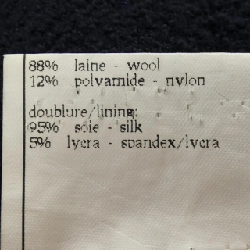 88% laine - wool
12% polyamide - nylon
doublure/lining:
95% soie - silk
5% lycra - spandex/lycra